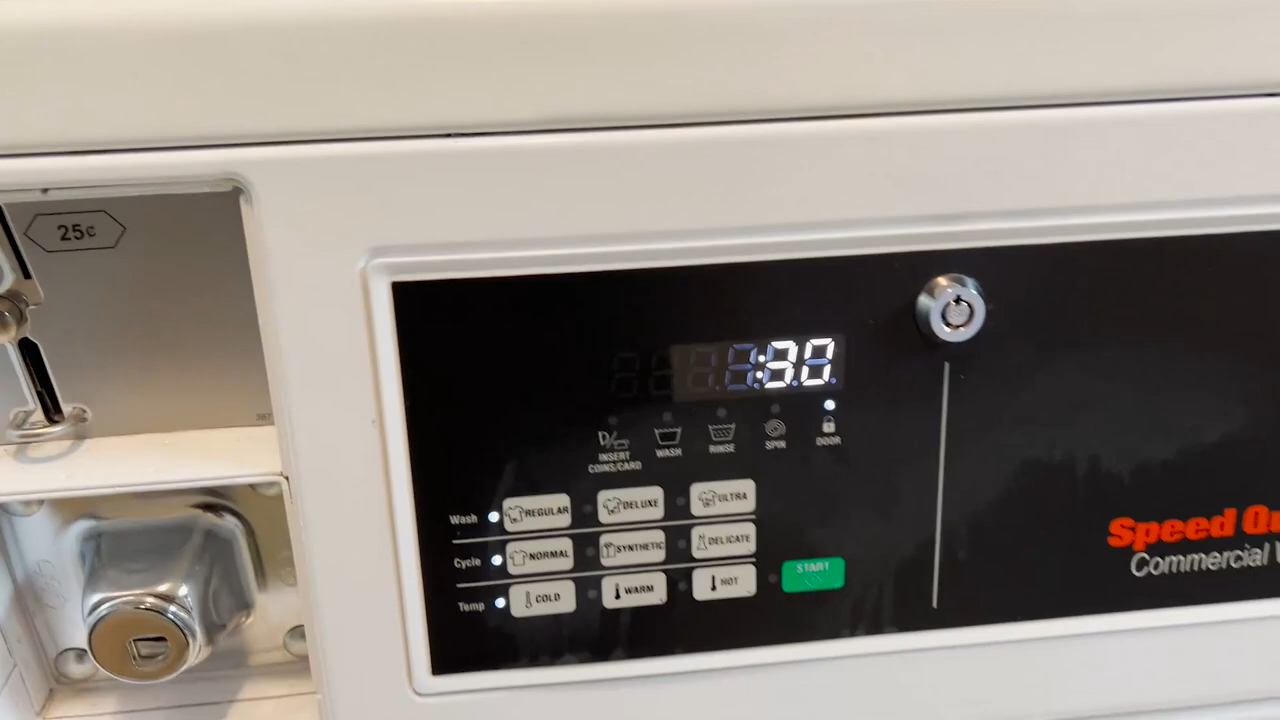 25¢
:30
INSERT COINS/CARD
WASH
RINSE
SPIN
DOOR
Wash REGULAR DELUXE ULTRA
Cycle NORMAL SYNTHETIC DELICATE
Temp COLD WARM HOT
START
Speed
Commercial